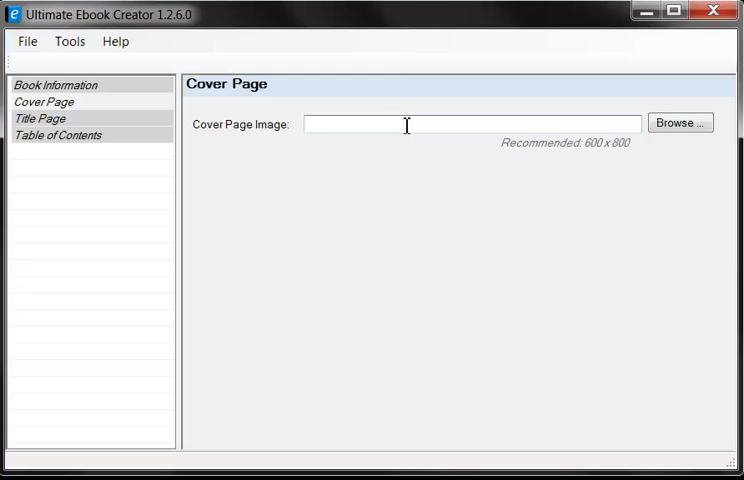 Ultimate Ebook Creator 1.2.6.0
File Tools Help
Book Information
Cover Page
Title Page
Table of Contents
Cover Page
Cover Page Image:
Browse ...
Recommended: 600 x 800